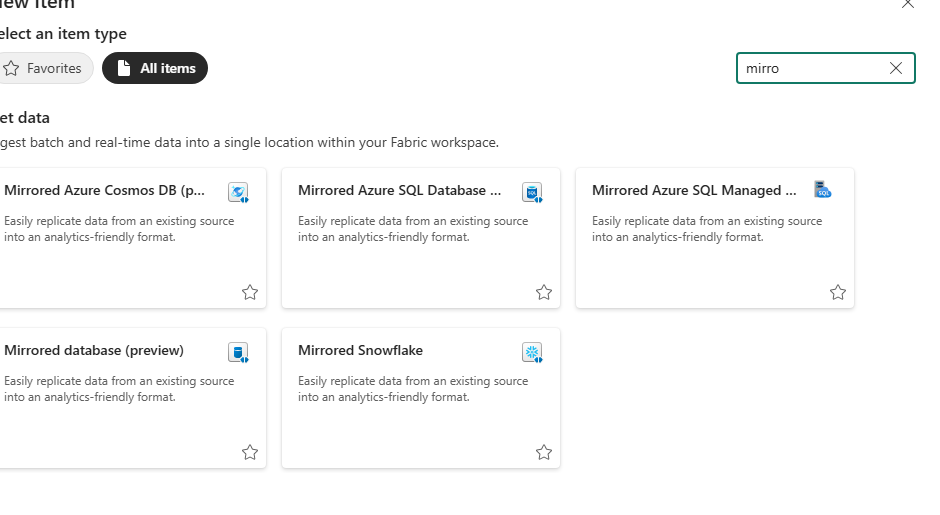 ew item
elect an item type
Favorites
All items
mirro
et data
gest batch and real-time data into a single location within your Fabric workspace.
Mirrored Azure Cosmos DB (p...
Easily replicate data from an existing source
into an analytics-friendly format.
Mirrored Azure SQL Database ...
SQL
Easily replicate data from an existing source
into an analytics-friendly format.
Mirrored Azure SQL Managed ...
SQL
Easily replicate data from an existing source
into an analytics-friendly format.
Mirrored database (preview)
Easily replicate data from an existing source
into an analytics-friendly format.
Mirrored Snowflake
Easily replicate data from an existing source
into an analytics-friendly format.